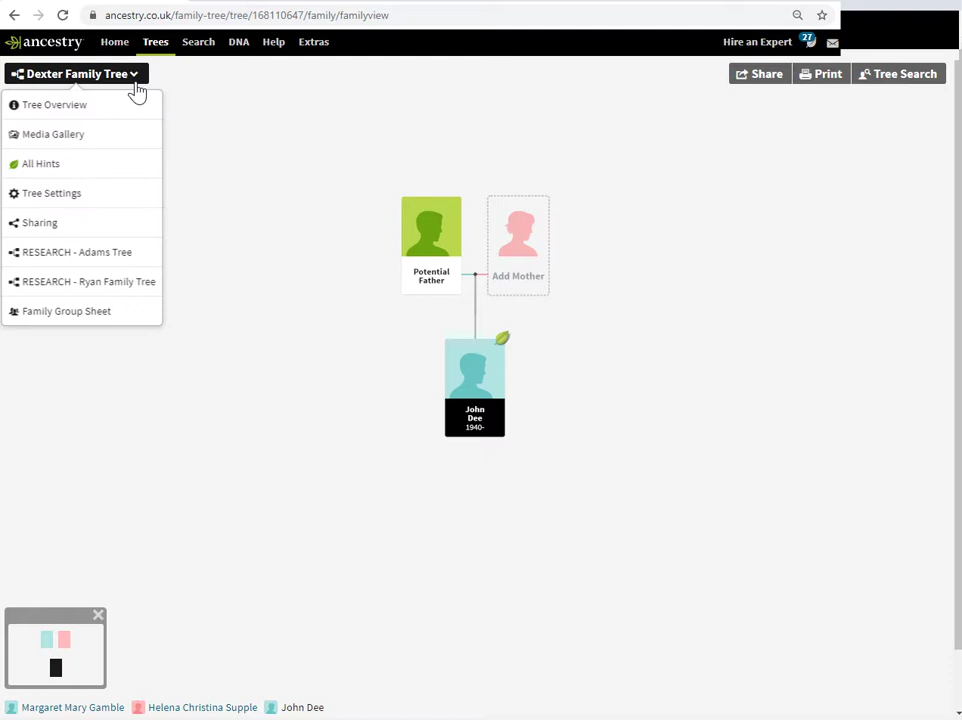 ancestry.co.uk/family-tree/tree/168110647/family/familyview
ancestry
Home
Trees
Search
DNA
Help
Extras
Hire an Expert
27
Dexter Family Tree
Share
Print
Tree Search
Tree Overview
Media Gallery
All Hints
Tree Settings
Sharing
RESEARCH - Adams Tree
RESEARCH - Ryan Family Tree
Family Group Sheet
Potential
Father
Add Mother
John
Dee
1940-
Margaret Mary Gamble
Helena Christina Supple
John Dee